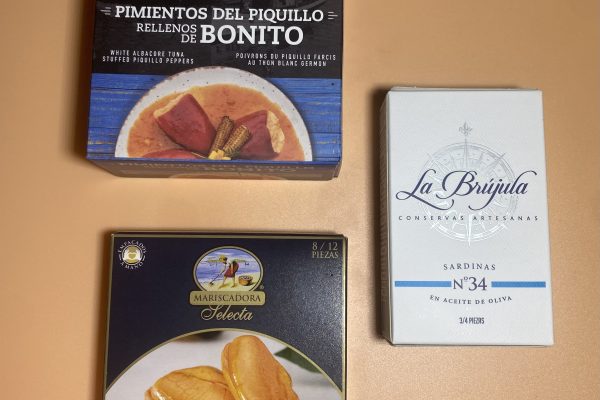 PIMIENTOS DEL PIQUILLO
RELLENOS
DE BONITO
WHITE ALBACORE TUNA
STUFFED PIQUILLO PEPPERS
POIVRONS DU PIQUILLO FARCIS
AU THON BLANC GERMON
La Brújula
CONSERVAS ARTESANAS
SARDINAS
Nº34
EN ACEITE DE OLIVA
3/4 PIEZAS
EMPACADO
A MANO
8 / 12
PIEZAS
MARISCADORA
Selecta